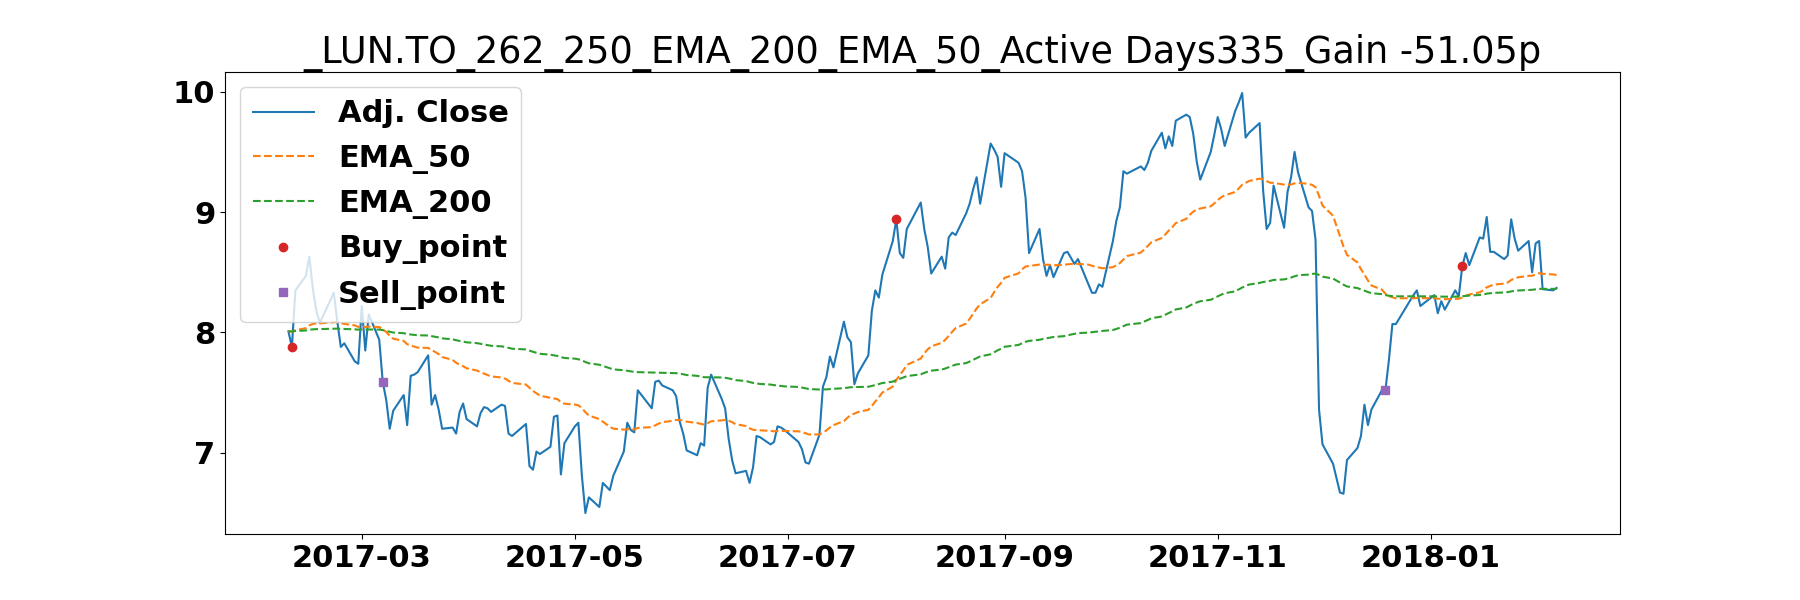 _LUN.TO_262_250_EMA_200_EMA_50_Active Days335_Gain -51.05p
10
9
8
7
Adj. Close
EMA_50
EMA_200
Buy_point
Sell_point
2017-03 2017-05 2017-07 2017-09 2017-11 2018-01